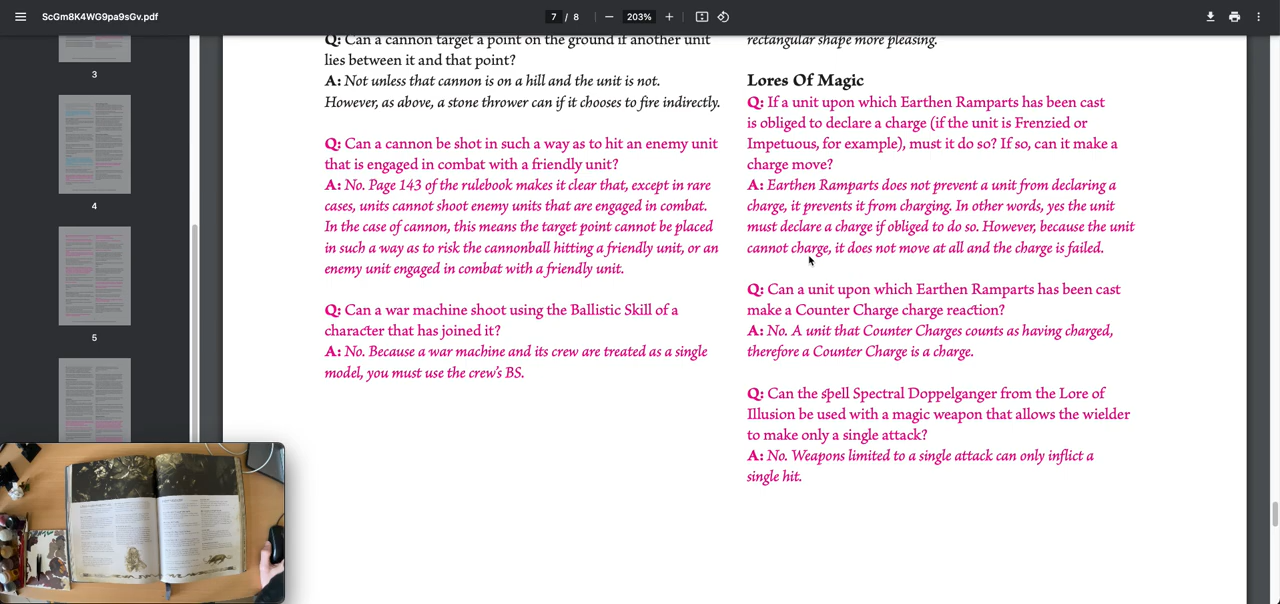 ScGm8K4WG9pa9sGv.pdf
7 / 8
203%
3
4
5
Q: Can a cannon target a point on the ground if another unit
lies between it and that point?
A: Not unless that cannon is on a hill and the unit is not.
However, as above, a stone thrower can if it chooses to fire indirectly.
Q: Can a cannon be shot in such a way as to hit an enemy unit
that is engaged in combat with a friendly unit?
A: No. Page 143 of the rulebook makes it clear that, except in rare
cases, units cannot shoot enemy units that are engaged in combat.
In the case of cannon, this means the target point cannot be placed
in such a way as to risk the cannonball hitting a friendly unit, or an
enemy unit engaged in combat with a friendly unit.
Q: Can a war machine shoot using the Ballistic Skill of a
character that has joined it?
A: No. Because a war machine and its crew are treated as a single
model, you must use the crew's BS.
rectangular shape more pleasing.
Lores Of Magic
Q: If a unit upon which Earthen Ramparts has been cast
is obliged to declare a charge (if the unit is Frenzied or
Impetuous, for example), must it do so? If so, can it make a
charge move?
A: Earthen Ramparts does not prevent a unit from declaring a
charge, it prevents it from charging. In other words, yes the unit
must declare a charge if obliged to do so. However, because the unit
cannot charge, it does not move at all and the charge is failed.
Q: Can a unit upon which Earthen Ramparts has been cast
make a Counter Charge charge reaction?
A: No. A unit that Counter Charges counts as having charged,
therefore a Counter Charge is a charge.
Q: Can the spell Spectral Doppelganger from the Lore of
Illusion be used with a magic weapon that allows the wielder
to make only a single attack?
A: No. Weapons limited to a single attack can only inflict a
single hit.